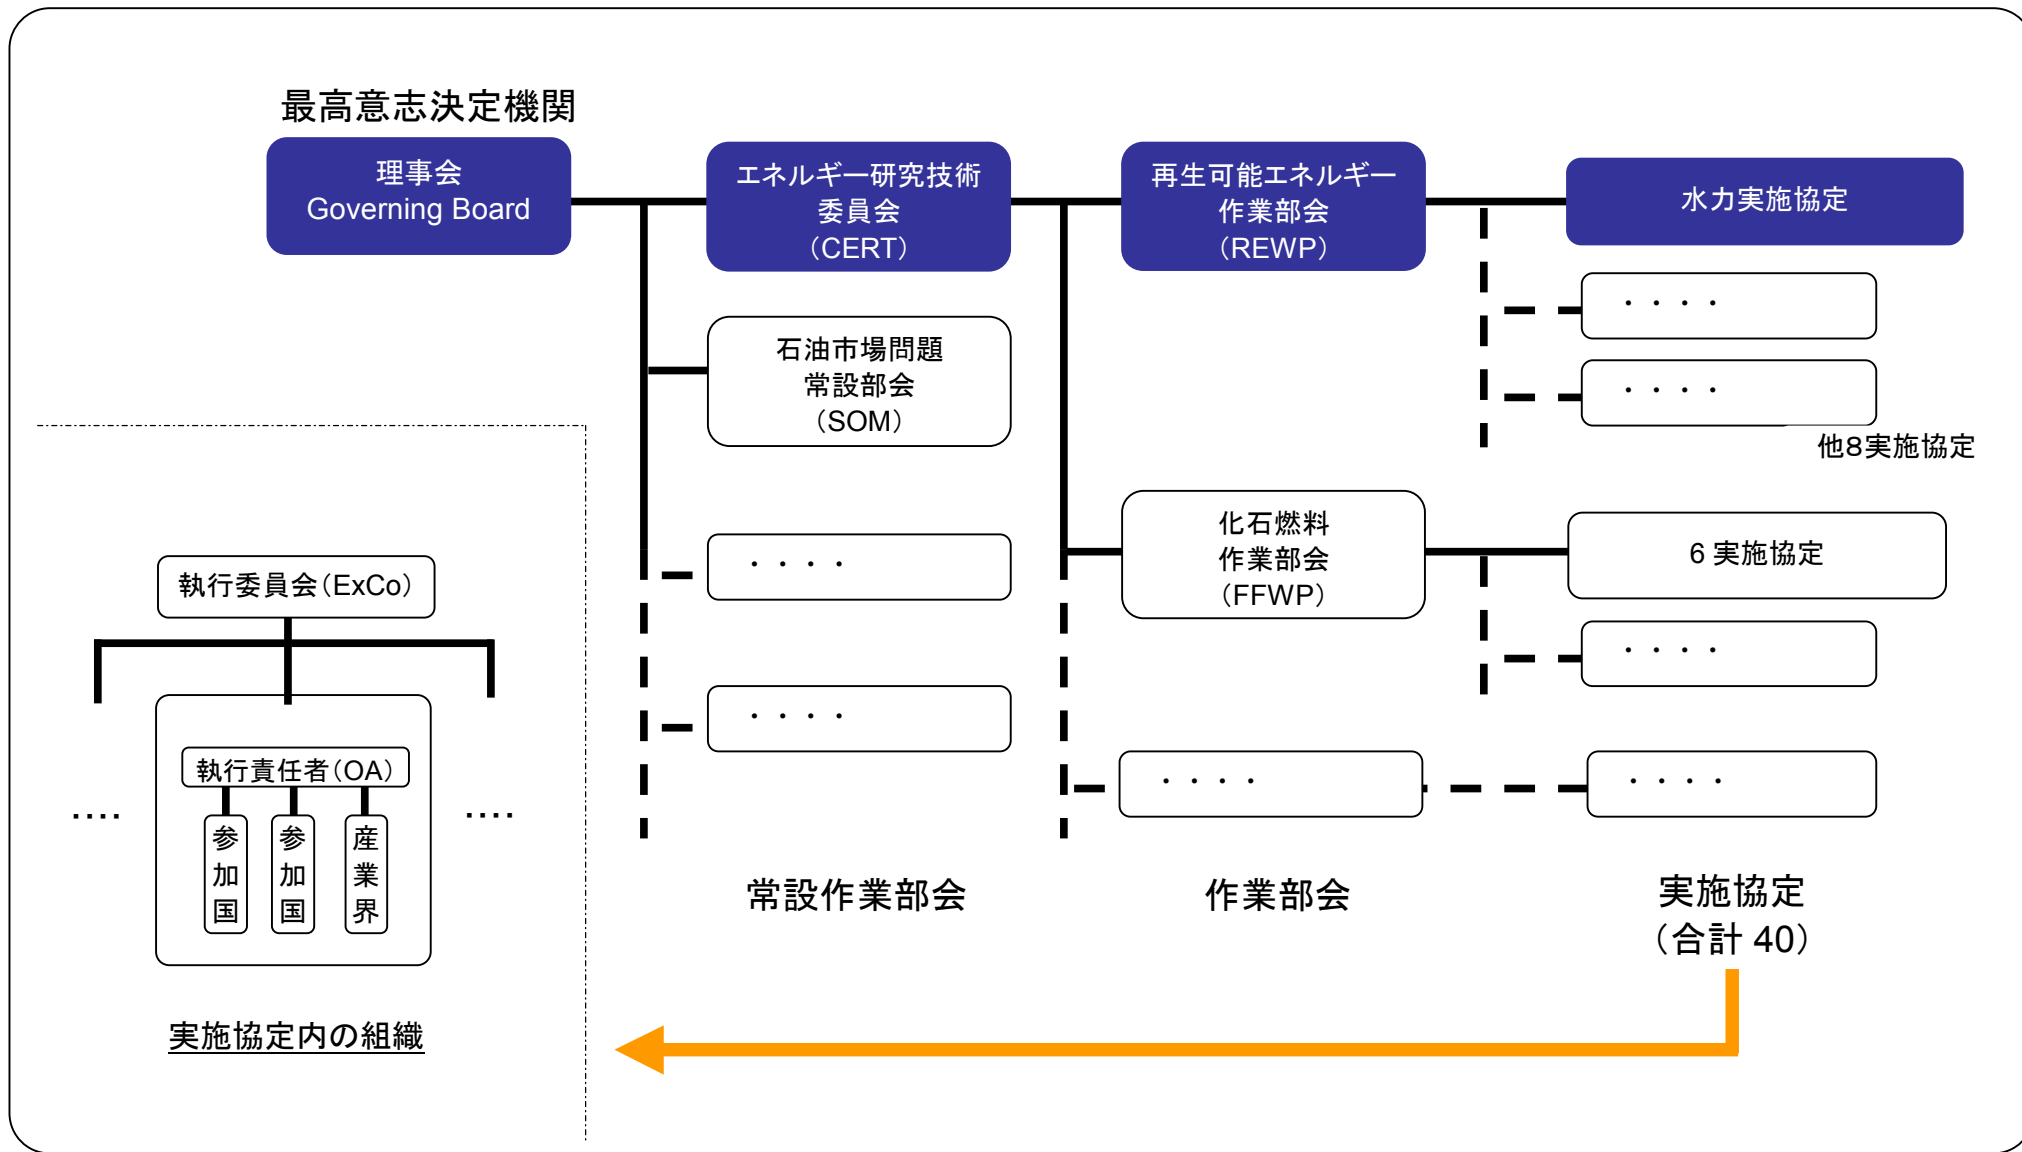 最高意志決定機関
理事会
Governing Board
エネルギー研究技術
委員会
（CERT）
再生可能エネルギー
作業部会
（REWP）
水力実施協定
・・・・
・・・・
他８実施協定
石油市場問題
常設部会
（SOM）
化石燃料
作業部会
（FFWP）
6 実施協定
・・・・
・・・・
・・・・
・・・・
・・・・
常設作業部会
作業部会
実施協定
（合計 40）
執行委員会（ExCo）
執行責任者（OA）
参加国
参加国
産業界
‥‥
‥‥
実施協定内の組織